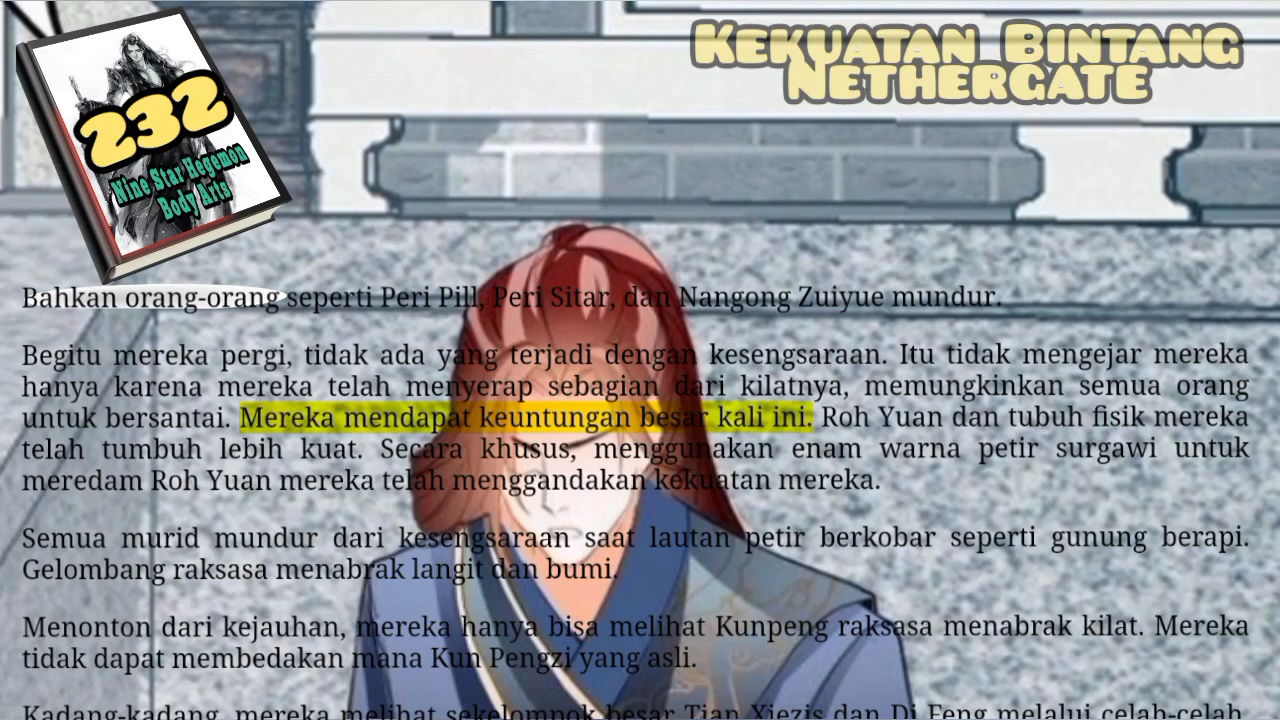 232
Nine Star Hegemon
Body Arts
KEKUATAN BINTANG
NETHERGATE
Bahkan orang-orang seperti Peri Pill, Peri Sitar, dan Nangong Zuiyue mundur.
Begitu mereka pergi, tidak ada yang terjadi dengan kesengsaraan. Itu tidak mengejar mereka
hanya karena mereka telah menyerap sebagian dari kilatnya, memungkinkan semua orang
untuk bersantai. Mereka mendapat keuntungan besar kali ini. Roh Yuan dan tubuh fisik mereka
telah tumbuh lebih kuat. Secara khusus, menggunakan enam warna petir surgawi untuk
meredam Roh Yuan mereka telah menggandakan kekuatan mereka.
Semua murid mundur dari kesengsaraan saat lautan petir berkobar seperti gunung berapi.
Gelombang raksasa menabrak langit dan bumi.
Menonton dari kejauhan, mereka hanya bisa melihat Kunpeng raksasa menabrak kilat. Mereka
tidak dapat membedakan mana Kun Pengzi yang asli.
Kadang-kadang, mereka melihat sekelompok besar Tian Xiezis dan Di Feng melalui celah-celah